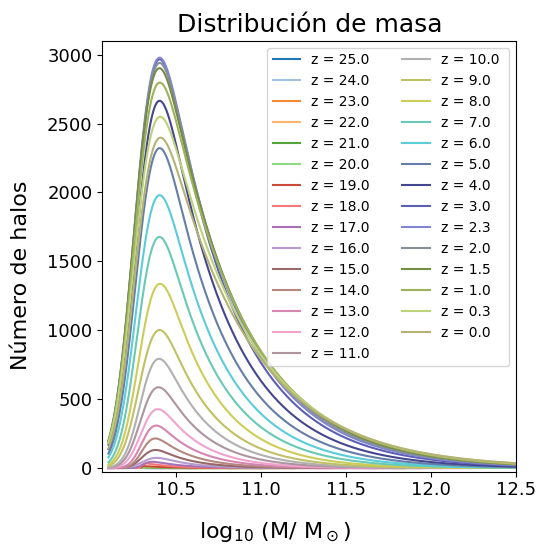 Distribución de masa
Número de halos
3000
2500
2000
1500
1000
500
0
z = 25.0
z = 24.0
z = 23.0
z = 22.0
z = 21.0
z = 20.0
z = 19.0
z = 18.0
z = 17.0
z = 16.0
z = 15.0
z = 14.0
z = 13.0
z = 12.0
z = 11.0
z = 10.0
z = 9.0
z = 8.0
z = 7.0
z = 6.0
z = 5.0
z = 4.0
z = 3.0
z = 2.3
z = 2.0
z = 1.5
z = 1.0
z = 0.3
z = 0.0
10.5 11.0 11.5 12.0 12.5
log₁₀ (M/ M⊙)